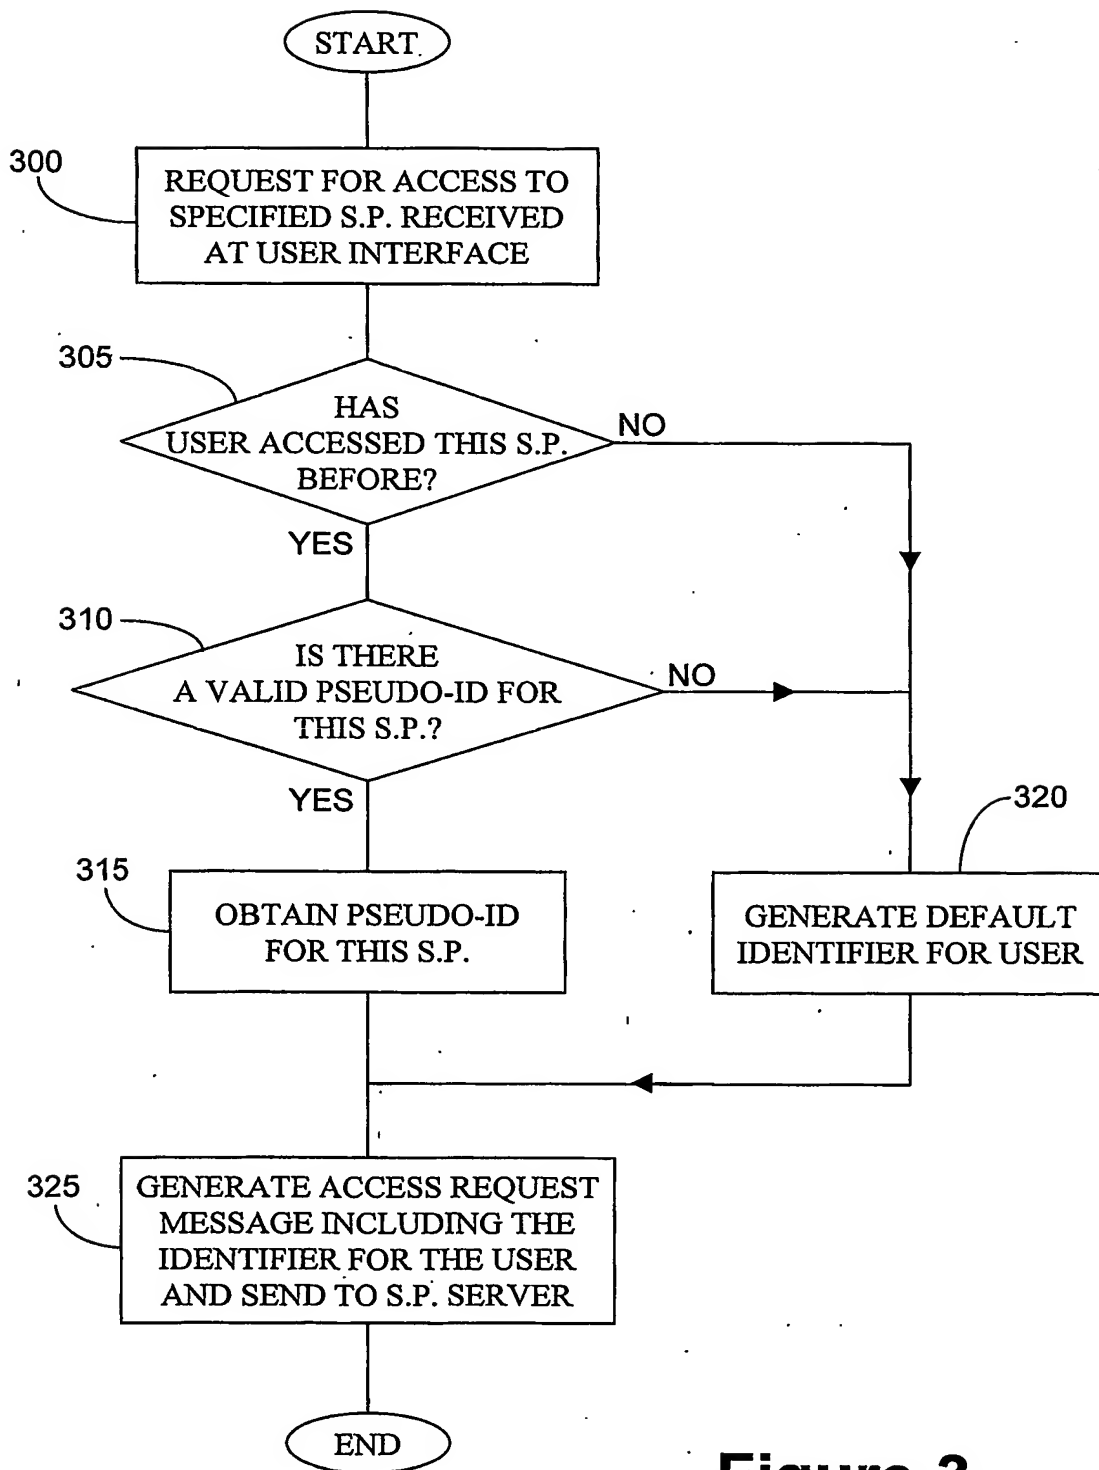 START
300
REQUEST FOR ACCESS TO
SPECIFIED S.P. RECEIVED
AT USER INTERFACE
305
HAS
USER ACCESSED THIS S.P.
BEFORE?
NO
YES
310
IS THERE
A VALID PSEUDO-ID FOR
THIS S.P.?
NO
YES
315
OBTAIN PSEUDO-ID
FOR THIS S.P.
320
GENERATE DEFAULT
IDENTIFIER FOR USER
325
GENERATE ACCESS REQUEST
MESSAGE INCLUDING THE
IDENTIFIER FOR THE USER
AND SEND TO S.P. SERVER
END